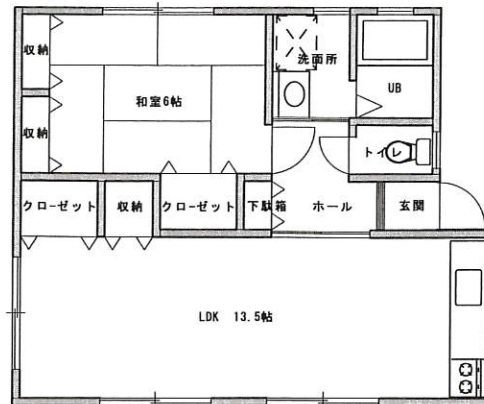 収納
洗面所
和室6帖
UB
収納
トイレ
クローゼット
収納
クローゼット
下駄箱
ホール
玄関
LDK 13.5帖